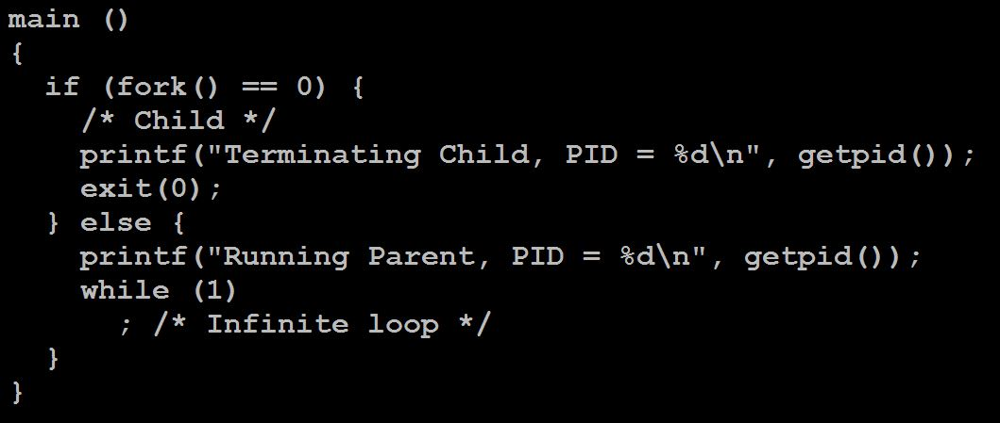 main ()
{
  if (fork() == 0) {
    /* Child */
    printf("Terminating Child, PID = %d\n", getpid());
    exit(0);
  } else {
    printf("Running Parent, PID = %d\n", getpid());
    while (1)
      ; /* Infinite loop */
  }
}